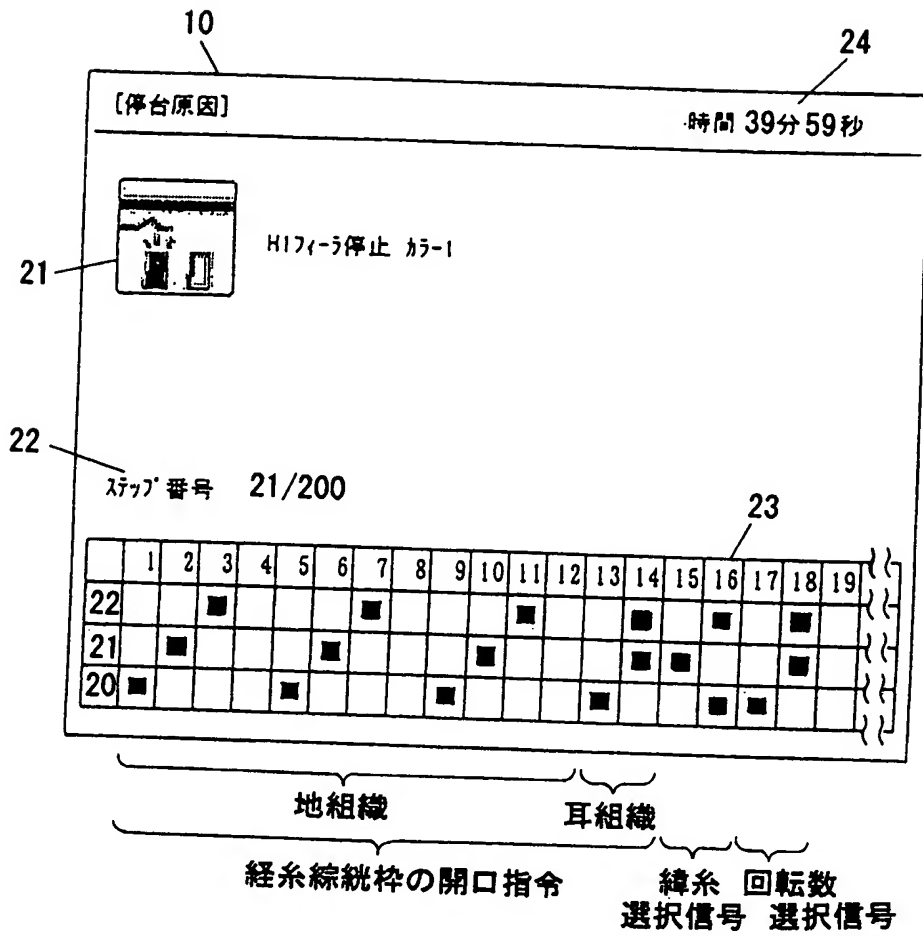 10
24
[停台原因]
時間 39分59秒
21
H1フィーラ停止 カラー1
22
ステップ番号 21/200
23
1 2 3 4 5 6 7 8 9 10 11 12 13 14 15 16 17 18 19
22
21
20
地組織 耳組織
経糸綜絖枠の開口指令 緯糸 回転数
選択信号 選択信号